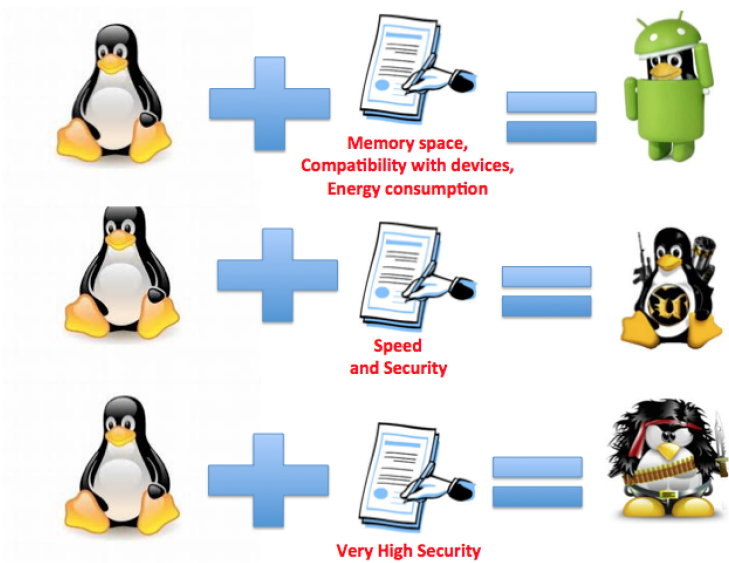 Memory space,
Compatibility with devices,
Energy consumption
Speed
and Security
Very High Security